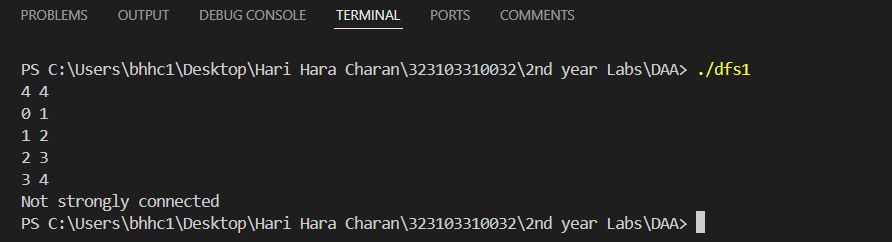 PROBLEMS OUTPUT DEBUG CONSOLE TERMINAL PORTS COMMENTS
PS C:\Users\bhhc1\Desktop\Hari Hara Charan\323103310032\2nd year Labs\DAA> ./dfs1
4 4
0 1
1 2
2 3
3 4
Not strongly connected
PS C:\Users\bhhc1\Desktop\Hari Hara Charan\323103310032\2nd year Labs\DAA>